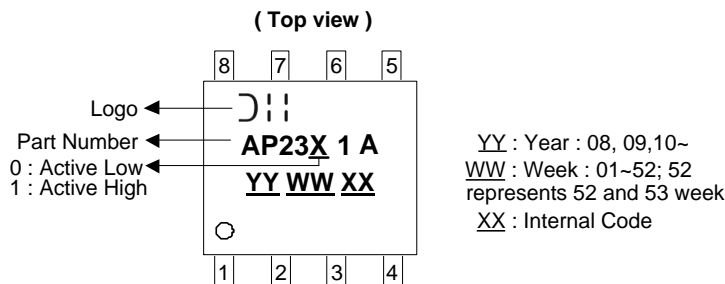 ( Top view )
8 7 6 5
Logo
Part Number
0 : Active Low
1 : Active High
AP23X 1 A
YY WW XX
1 2 3 4
YY : Year : 08, 09,10~
WW : Week : 01~52; 52
represents 52 and 53 week
XX : Internal Code